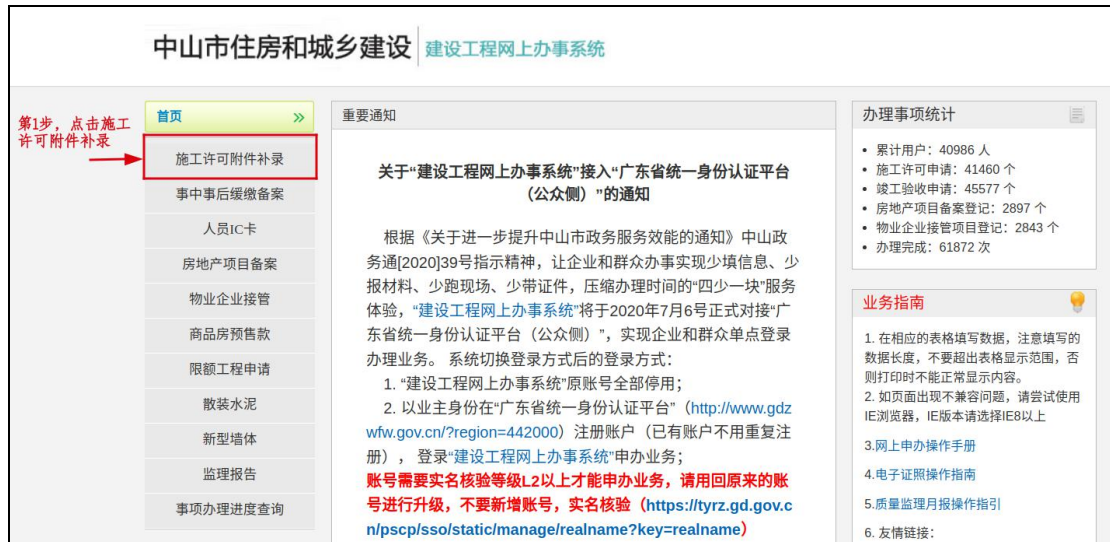 中山市住房和城乡建设 建设工程网上办事系统
第1步，点击施工
许可附件补录
首页 »
施工许可附件补录
事中事后缓缴备案
人员IC卡
房地产项目备案
物业企业接管
商品房预售款
限额工程申请
散装水泥
新型墙体
监理报告
事项办理进度查询
重要通知
关于“建设工程网上办事系统”接入“广东省统一身份认证平台
（公众侧）”的通知
根据《关于进一步提升中山市政务服务效能的通知》中山政
务通[2020]39号指示精神，让企业和群众办事实现少填信息、少
报材料、少跑现场、少带证件，压缩办理时间的“四少一块”服务
体验，“建设工程网上办事系统”将于2020年7月6号正式对接“广
东省统一身份认证平台（公众侧）”，实现企业和群众单点登录
办理业务。 系统切换登录方式后的登录方式：
1. “建设工程网上办事系统”原账号全部停用；
2. 以业主身份在“广东省统一身份认证平台”（http://www.gdz
wfw.gov.cn/?region=442000）注册账户（已有账户不用重复注
册）， 登录“建设工程网上办事系统”申办业务；
账号需要实名核验等级L2以上才能申办业务，请用回原来的账
号进行升级，不要新增账号，实名核验（https://tyrz.gd.gov.c
n/pscp/sso/static/manage/realname?key=realname）
办理事项统计
• 累计用户：40986 人
• 施工许可申请：41460 个
• 竣工验收申请：45577 个
• 房地产项目备案登记：2897 个
• 物业企业接管项目登记：2843 个
• 办理完成：61872 次
业务指南
1. 在相应的表格填写数据，注意填写的
数据长度，不要超出表格显示范围，否
则打印时不能正常显示内容。
2. 如页面出现不兼容问题，请尝试使用
IE浏览器，IE版本请选择IE8以上
3.网上申办操作手册
4.电子证照操作指南
5.质量监理月报操作指引
6. 友情链接：